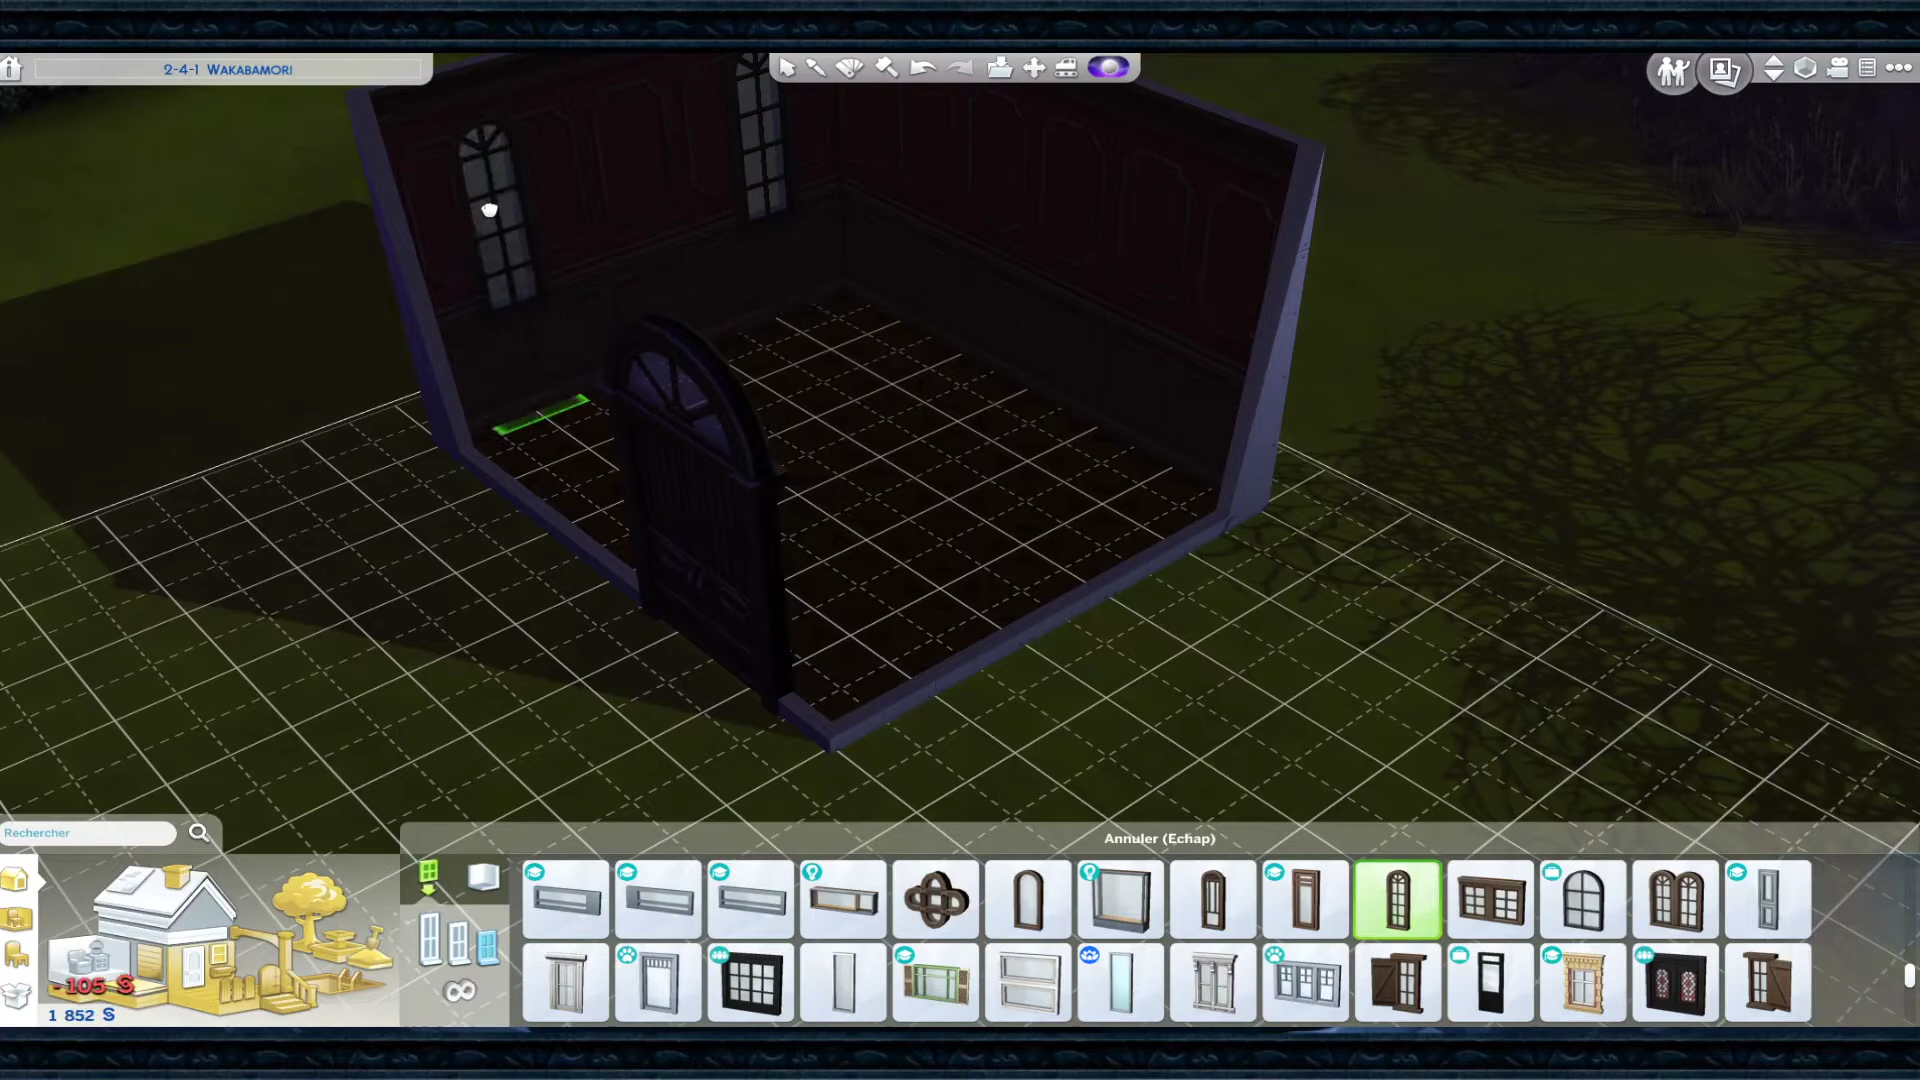 2-4-1 Wakabamori
Rechercher
Annuler (Echap)
- 105 §
1 852 §